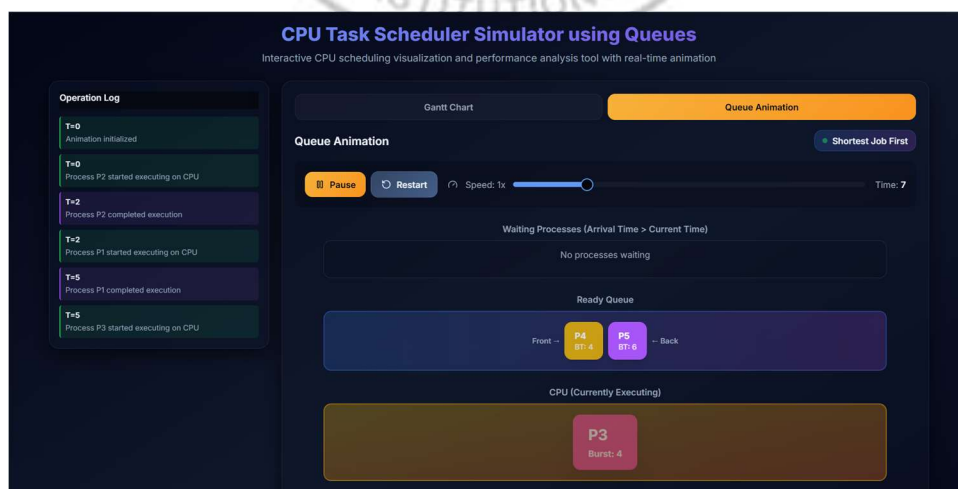 INSTITUTION
CPU Task Scheduler Simulator using Queues
Interactive CPU scheduling visualization and performance analysis tool with real-time animation
Operation Log
T=0
Animation initialized
T=0
Process P2 started executing on CPU
T=2
Process P2 completed execution
T=2
Process P1 started executing on CPU
T=5
Process P1 completed execution
T=5
Process P3 started executing on CPU
Gantt Chart
Queue Animation
Queue Animation
Shortest Job First
Pause
Restart
Speed: 1x
Time: 7
Waiting Processes (Arrival Time > Current Time)
No processes waiting
Ready Queue
Front →
P4
BT: 4
P5
BT: 6
← Back
CPU (Currently Executing)
P3
Burst: 4